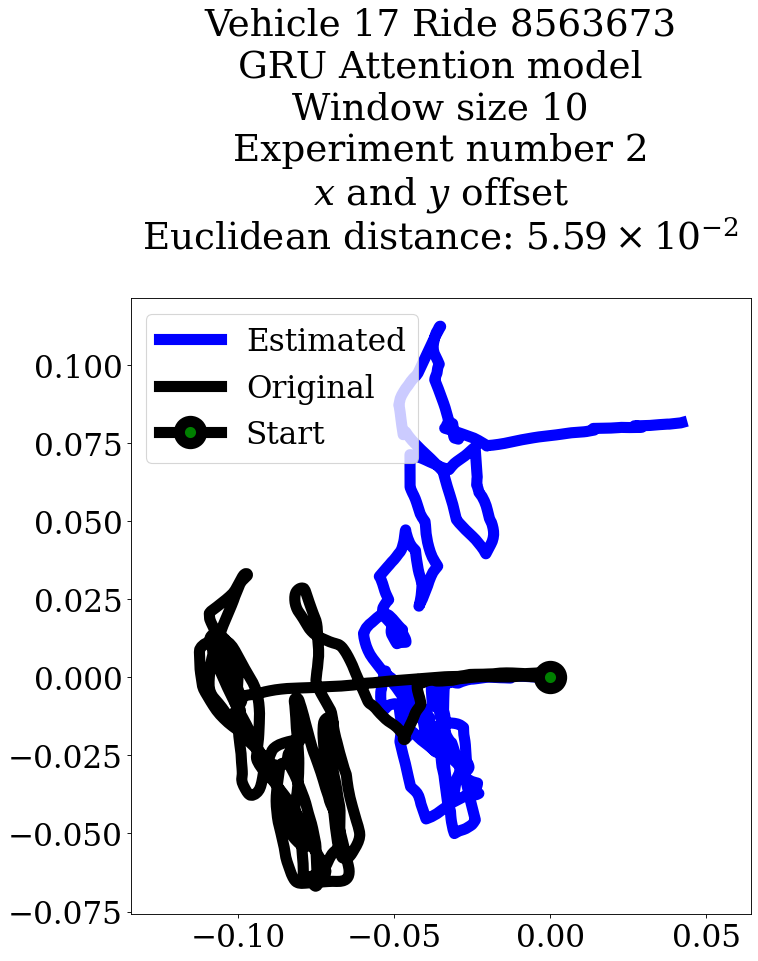 Vehicle 17 Ride 8563673
GRU Attention model
Window size 10
Experiment number 2
x and y offset
Euclidean distance: 5.59 × 10⁻²
Estimated
Original
Start
0.100
0.075
0.050
0.025
0.000
−0.025
−0.050
−0.075
−0.10
−0.05
0.00
0.05